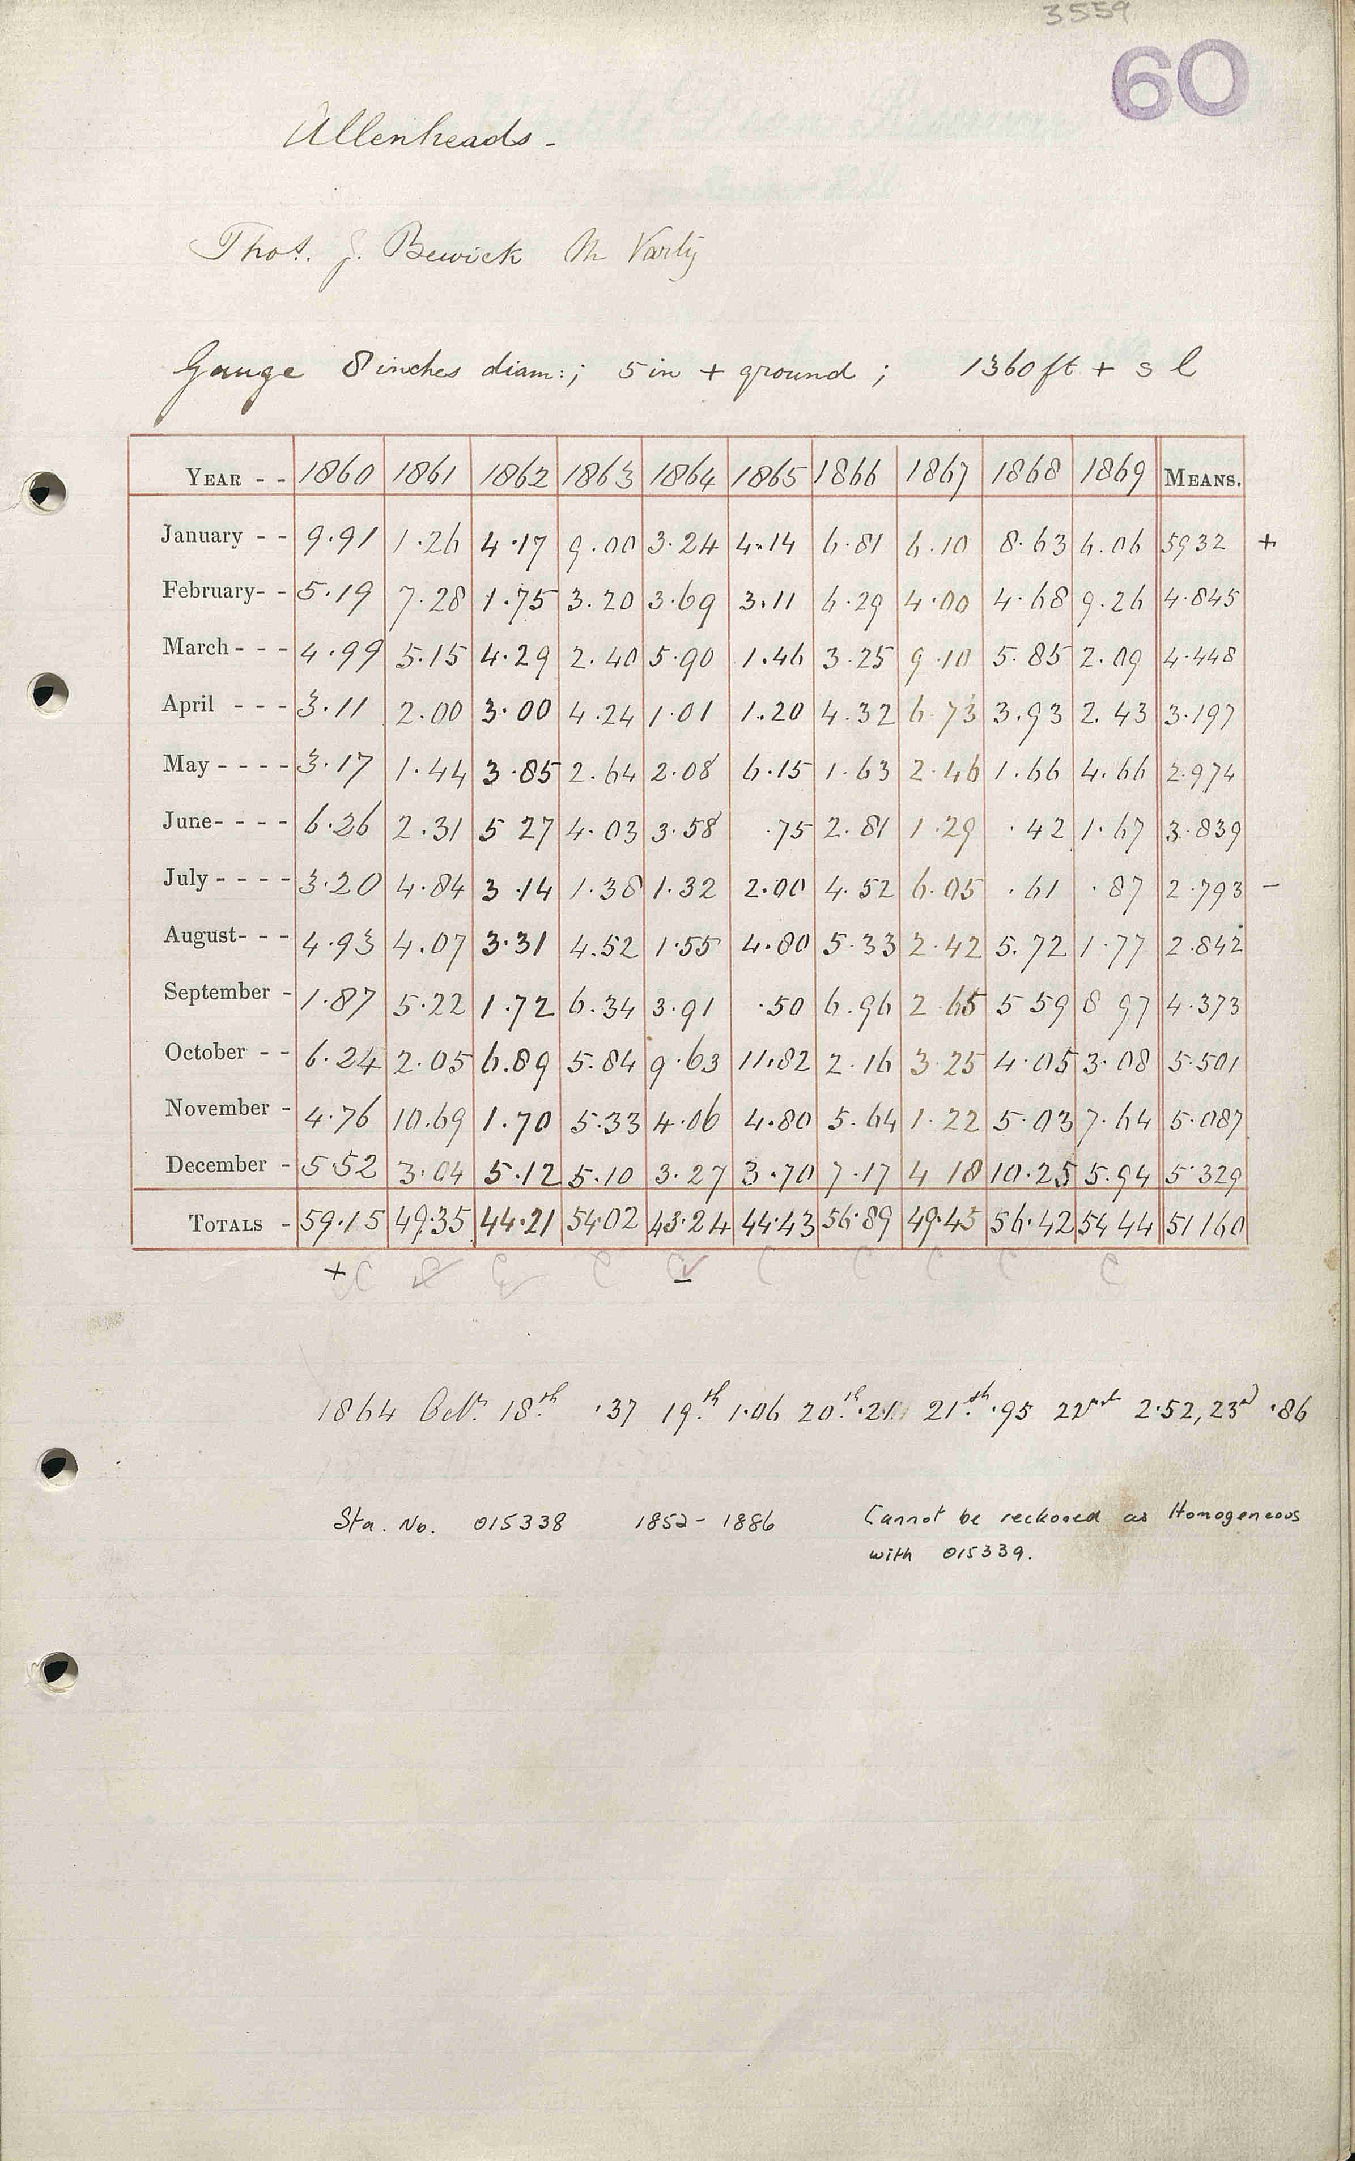 3559
60
Allenheads -
Thos. J. Bewick M Varty
Gauge 8 inches diam:; 5 in + ground; 1360 ft + s l
YEAR - - 1860 1861 1862 1863 1864 1865 1866 1867 1868 1869 MEANS.
January - - 9.91 1.26 4.17 9.00 3.24 4.14 6.81 6.10 8.63 6.06 5932 +
February- - 5.19 7.28 1.75 3.20 3.69 3.11 6.29 4.00 4.68 9.26 4.845
March - - - 4.99 5.15 4.29 2.40 5.90 1.46 3.25 9.10 5.85 2.09 4.448
April - - - 3.11 2.00 3.00 4.24 1.01 1.20 4.32 6.73 3.93 2.43 3.197
May - - - - 3.17 1.44 3.85 2.64 2.08 6.15 1.63 2.46 1.66 4.66 2.974
June- - - - 6.26 2.31 5 27 4.03 3.58 .75 2.81 1.29 .42 1.67 3.839
July - - - - 3.20 4.84 3.14 1.38 1.32 2.00 4.52 6.05 .61 .87 2.793 -
August- - - 4.93 4.07 3.31 4.52 1.55 4.80 5.33 2.42 5.72 1.77 2.842
September - 1.87 5.22 1.72 6.34 3.91 .50 6.96 2.65 5 59 8 97 4.373
October - - 6.24 2.05 6.89 5.84 9.63 11.82 2.16 3.25 4.05 3.08 5.501
November - 4.76 10.69 1.70 5.33 4.06 4.80 5.64 1.22 5.03 7.64 5.087
December - 5.52 3.04 5.12 5.10 3.27 3.70 7.17 4 18 10.25 5.94 5.329
TOTALS - 59.15 49.35 44.21 54.02 43.24 44.43 56.89 49.45 56.42 54 44 51 160
+ C C C C C C C C C
1864 Octr. 18th .37 19th 1.06 20th .21 21.th .95 22nd 2.52, 23d .86
Sta. No. 015338 1852 - 1886 Cannot be reckoned as Homogeneous
with 015339.